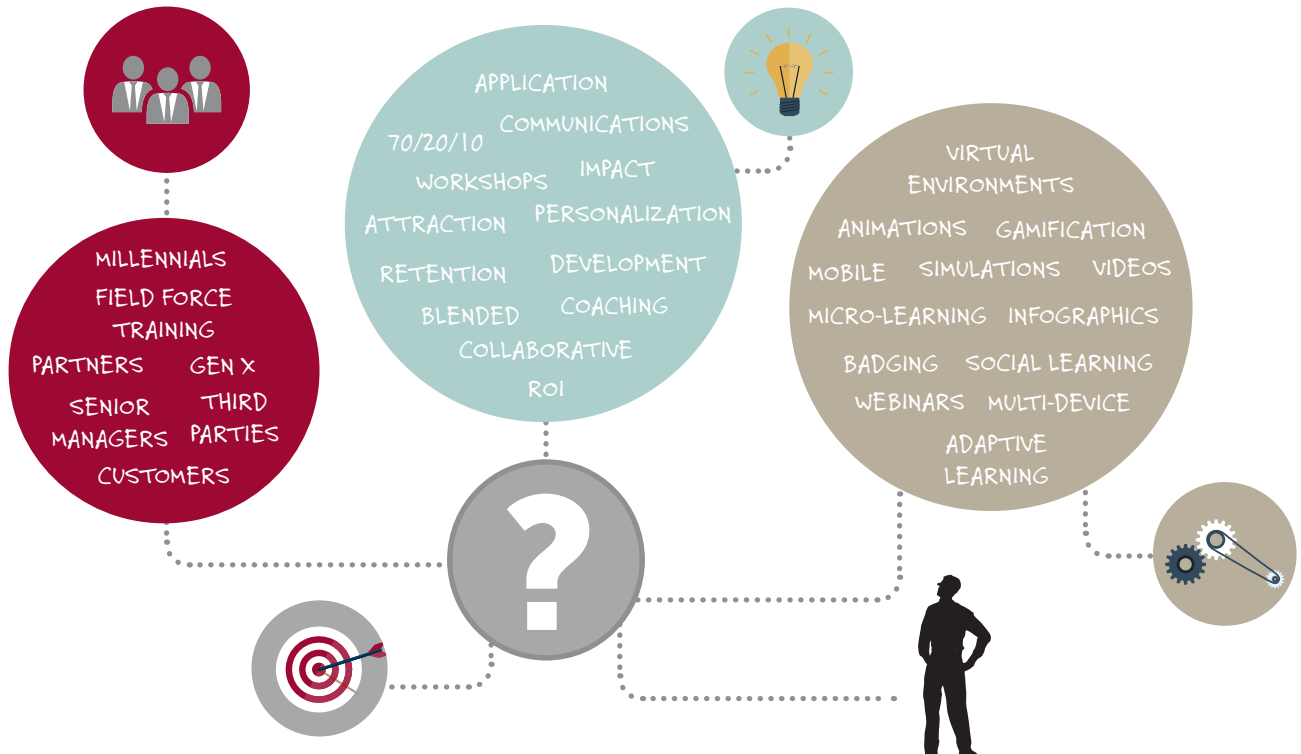 MILLENNIALS
FIELD FORCE
TRAINING
PARTNERS GEN X
SENIOR THIRD
MANAGERS PARTIES
CUSTOMERS
APPLICATION
COMMUNICATIONS
70/20/10
IMPACT
WORKSHOPS
PERSONALIZATION
ATTRACTION
DEVELOPMENT
RETENTION
COACHING
BLENDED
COLLABORATIVE
ROI
VIRTUAL
ENVIRONMENTS
ANIMATIONS GAMIFICATION
MOBILE SIMULATIONS VIDEOS
MICRO-LEARNING INFOGRAPHICS
BADGING SOCIAL LEARNING
WEBINARS MULTI-DEVICE
ADAPTIVE
LEARNING
?